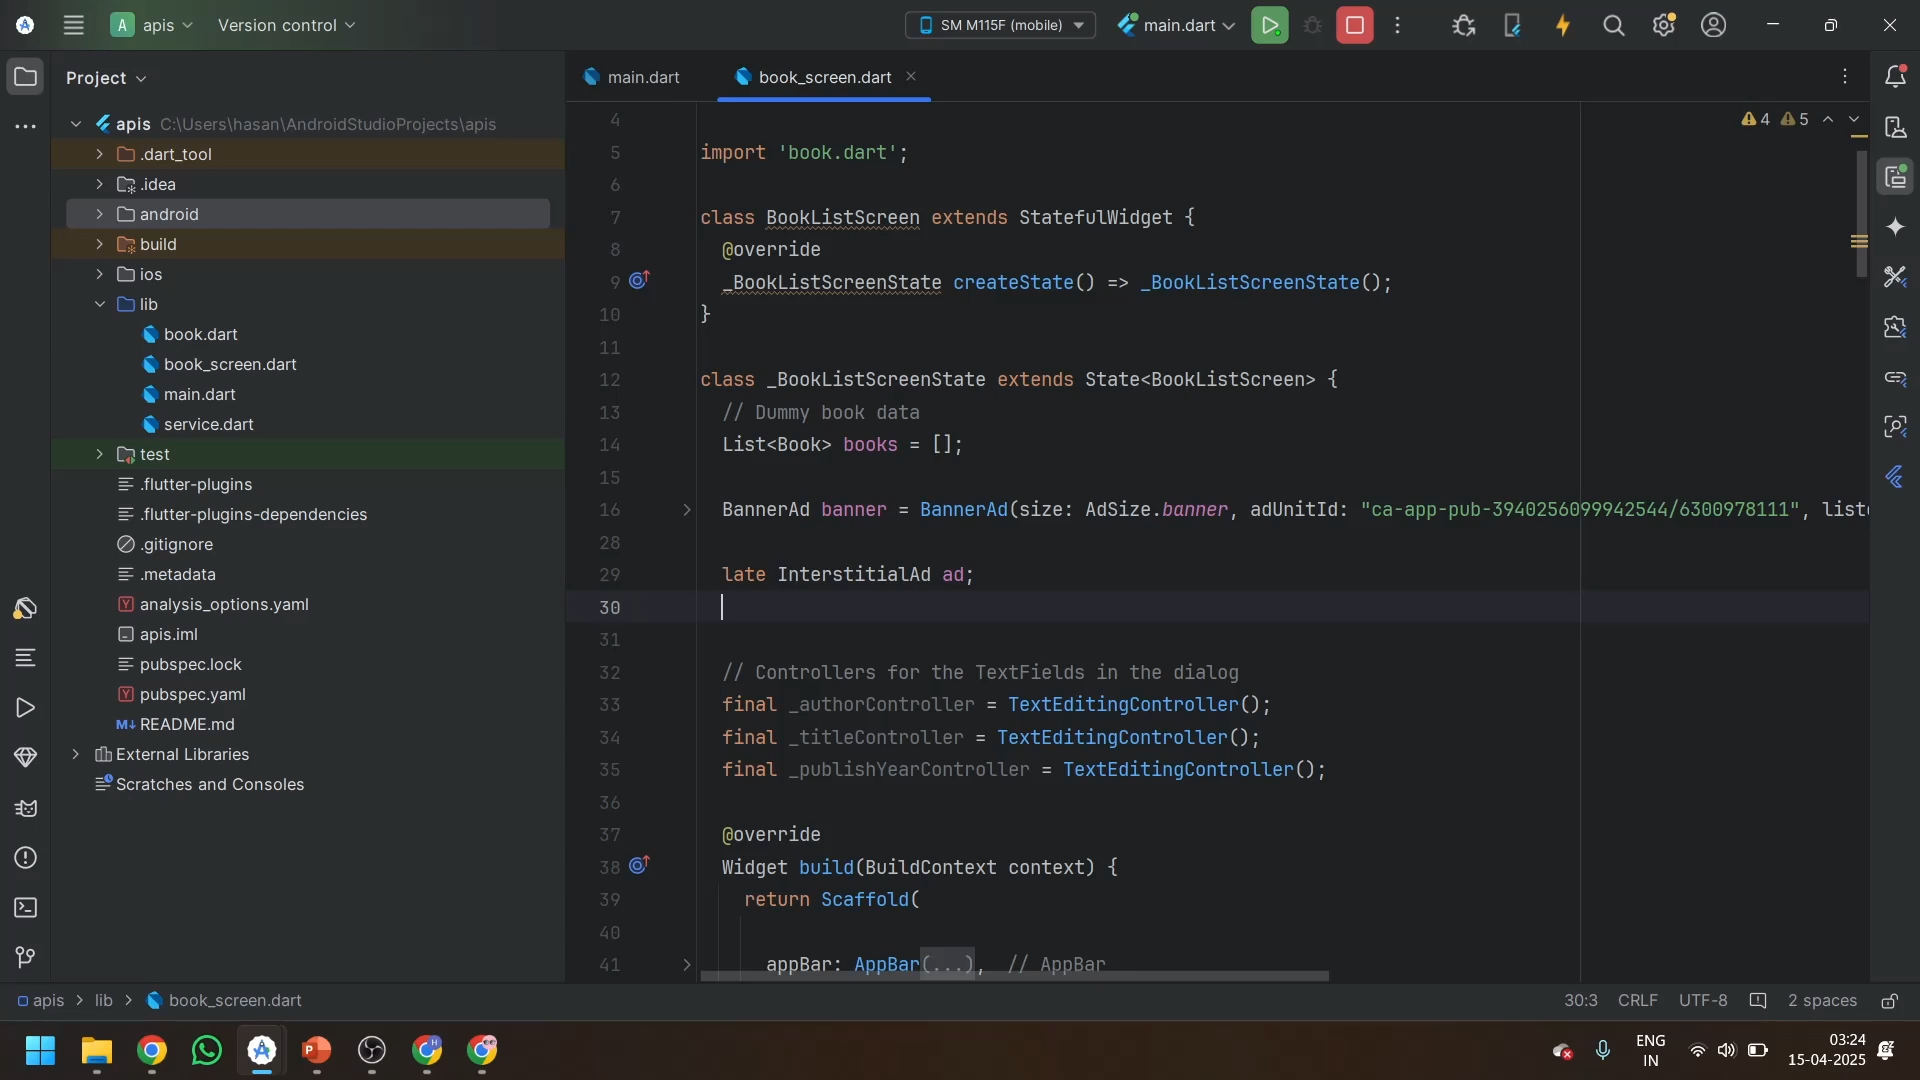 A apis Version control SM M115F (mobile) main.dart
Project
main.dart book_screen.dart
apis C:\Users\hasan\AndroidStudioProjects\apis
.dart_tool
.idea
android
build
ios
lib
book.dart
book_screen.dart
main.dart
service.dart
test
.flutter-plugins
.flutter-plugins-dependencies
.gitignore
.metadata
analysis_options.yaml
apis.iml
pubspec.lock
pubspec.yaml
M↓ README.md
External Libraries
Scratches and Consoles
4 5
4
5 import 'book.dart';
6
7 class BookListScreen extends StatefulWidget {
8 @override
9 _BookListScreenState createState() => _BookListScreenState();
10 }
11
12 class _BookListScreenState extends State<BookListScreen> {
13 // Dummy book data
14 List<Book> books = [];
15
16 BannerAd banner = BannerAd(size: AdSize.banner, adUnitId: "ca-app-pub-3940256099942544/6300978111", list
28
29 late InterstitialAd ad;
30
31
32 // Controllers for the TextFields in the dialog
33 final _authorController = TextEditingController();
34 final _titleController = TextEditingController();
35 final _publishYearController = TextEditingController();
36
37 @override
38 Widget build(BuildContext context) {
39 return Scaffold(
40
41 appBar: AppBar(...), // AppBar
apis > lib > book_screen.dart 30:3 CRLF UTF-8 2 spaces
ENG
IN
03:24
15-04-2025